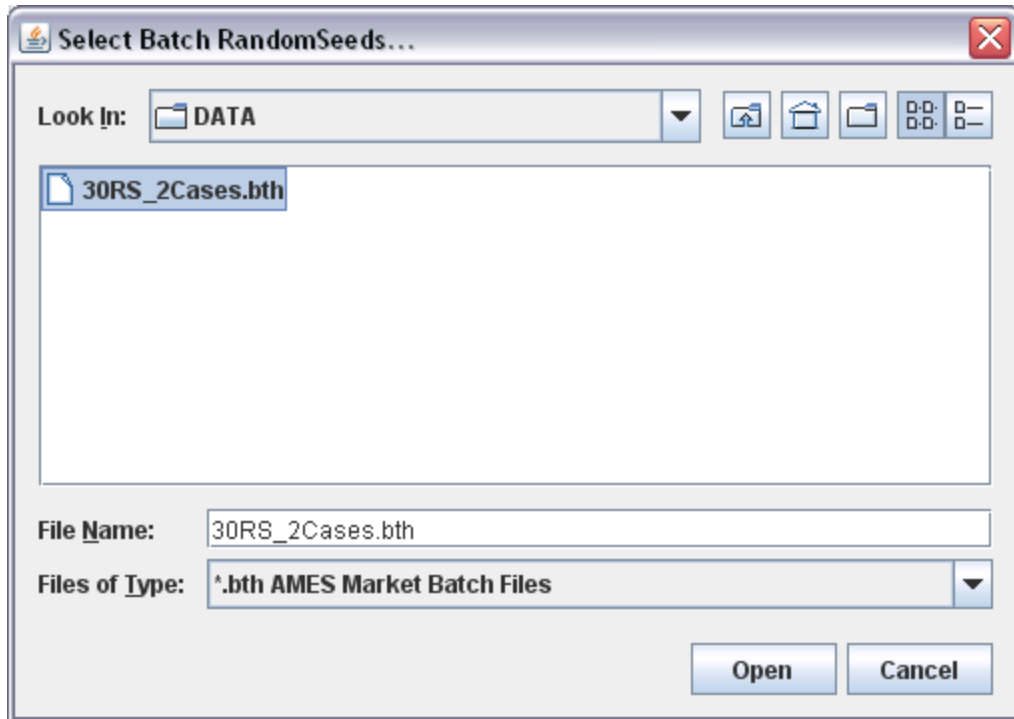 Select Batch RandomSeeds...
Look In: DATA
30RS_2Cases.bth
File Name: 30RS_2Cases.bth
Files of Type: *.bth AMES Market Batch Files
Open Cancel